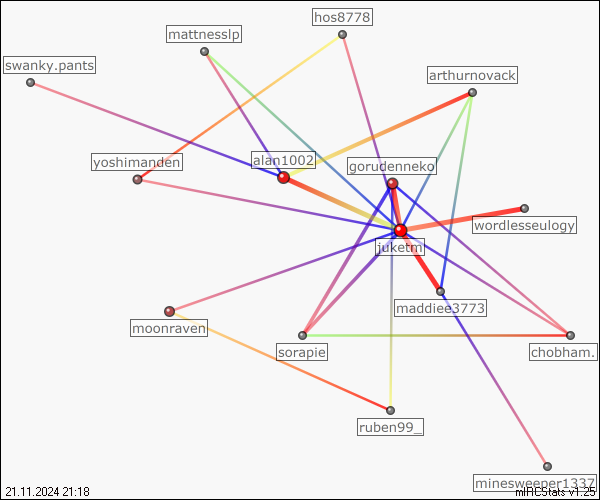 hos8778
mattnesslp
swanky.pants
arthurnovack
yoshimanden
alan1002
gorudenneko
wordlesseulogy
juketm
maddiee3773
moonraven
sorapie
chobham.
ruben99_
minesweeper1337
21.11.2024 21:18
mIRCStats v1.25